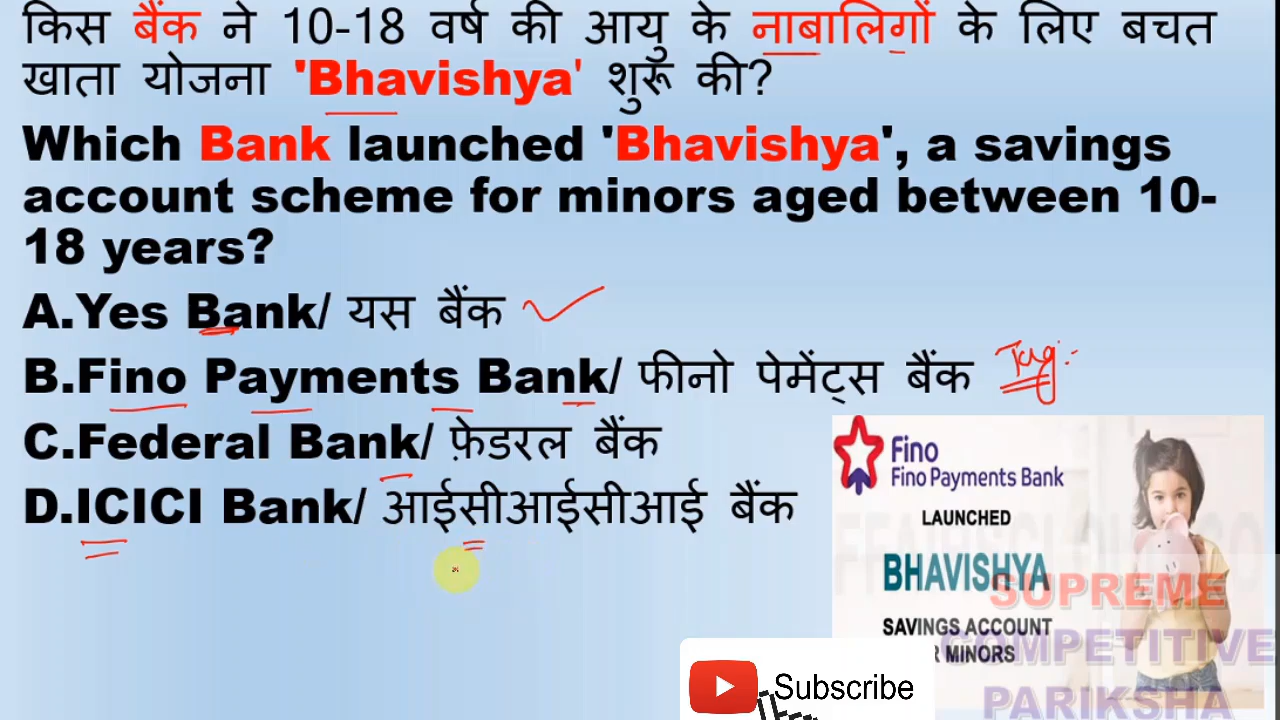 किस बैंक ने 10-18 वर्ष की आयु के नाबालिगों के लिए बचत
खाता योजना 'Bhavishya' शुरू की?
Which Bank launched 'Bhavishya', a savings
account scheme for minors aged between 10-
18 years?
A.Yes Bank/ यस बैंक
B.Fino Payments Bank/ फीनो पेमेंट्स बैंक
C.Federal Bank/ फ़ेडरल बैंक
D.ICICI Bank/ आईसीआईसीआई बैंक
Fino
Fino Payments Bank
LAUNCHED
BHAVISHYA
SAVINGS ACCOUNT
R MINORS
SUPREME
COMPETITIVE
PARIKSHA
Subscribe